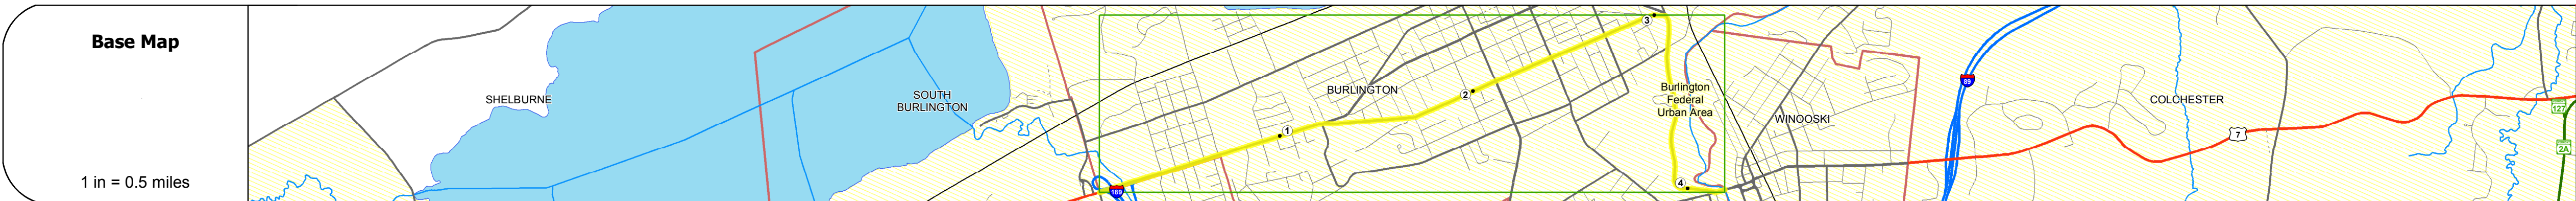 Base Map
1 in = 0.5 miles
SHELBURNE
SOUTH
BURLINGTON
189
1
BURLINGTON
2
3
Burlington
Federal
Urban Area
4
WINOOSKI
89
COLCHESTER
7
127
2A